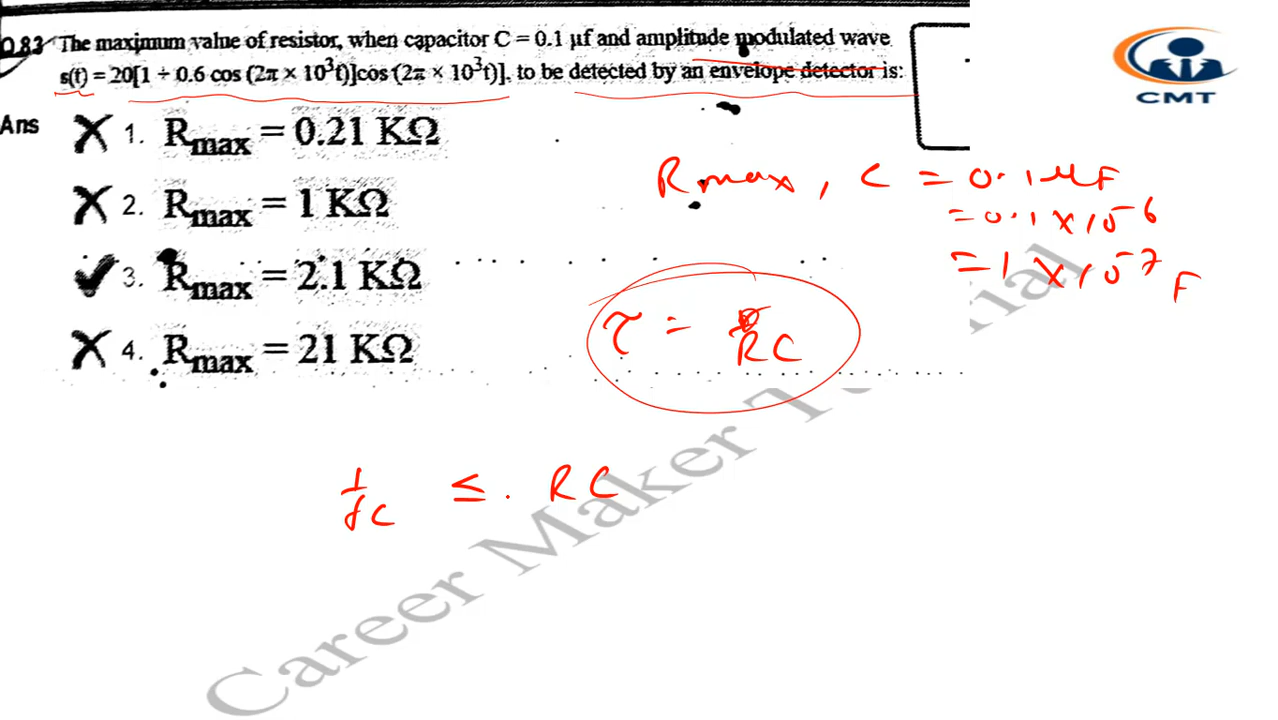 Q.83 The maximum value of resistor, when capacitor C = 0.1 μf and amplitude modulated wave
s(t) = 20[1 + 0.6 cos (2π × 10³t)]cos (2π × 10³t)]. to be detected by an envelope detector is:
CMT
Ans
1. Rmax = 0.21 KΩ
2. Rmax = 1 KΩ
3. Rmax = 2.1 KΩ
4. Rmax = 21 KΩ
Rmax, C = 0.1 μF
= 0.1 × 10⁻⁶
= 1 × 10⁻⁷ F
τ = RC
1/fc ≤ RC
Career Maker Tutorial